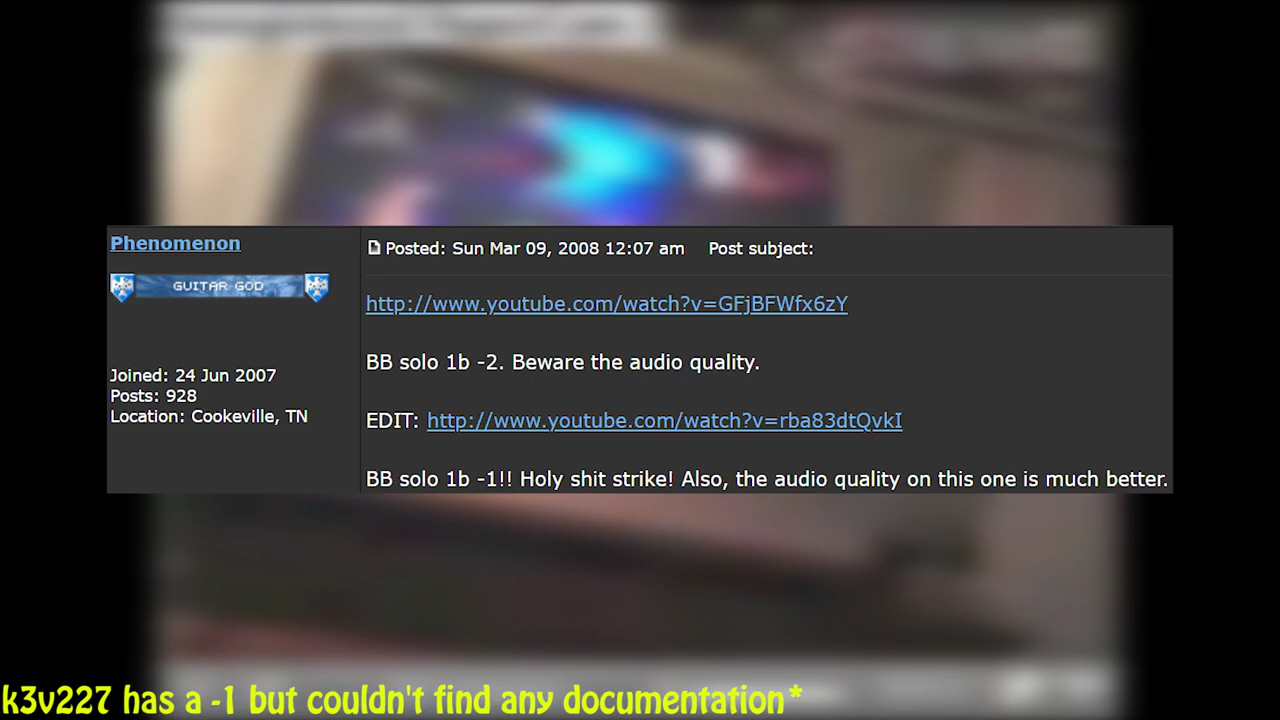 Phenomenon
GUITAR GOD
Joined: 24 Jun 2007
Posts: 928
Location: Cookeville, TN
Posted: Sun Mar 09, 2008 12:07 am Post subject:
http://www.youtube.com/watch?v=GFjBFWfx6zY
BB solo 1b -2. Beware the audio quality.
EDIT: http://www.youtube.com/watch?v=rba83dtQvkI
BB solo 1b -1!! Holy shit strike! Also, the audio quality on this one is much better.
k3v227 has a -1 but couldn't find any documentation*